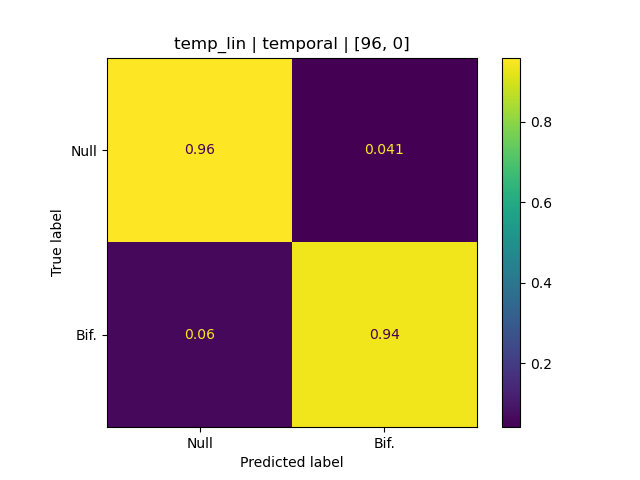 temp_lin | temporal | [96, 0]
True label
Null
0.96
0.041
Bif.
0.06
0.94
Null
Bif.
Predicted label
0.8
0.6
0.4
0.2